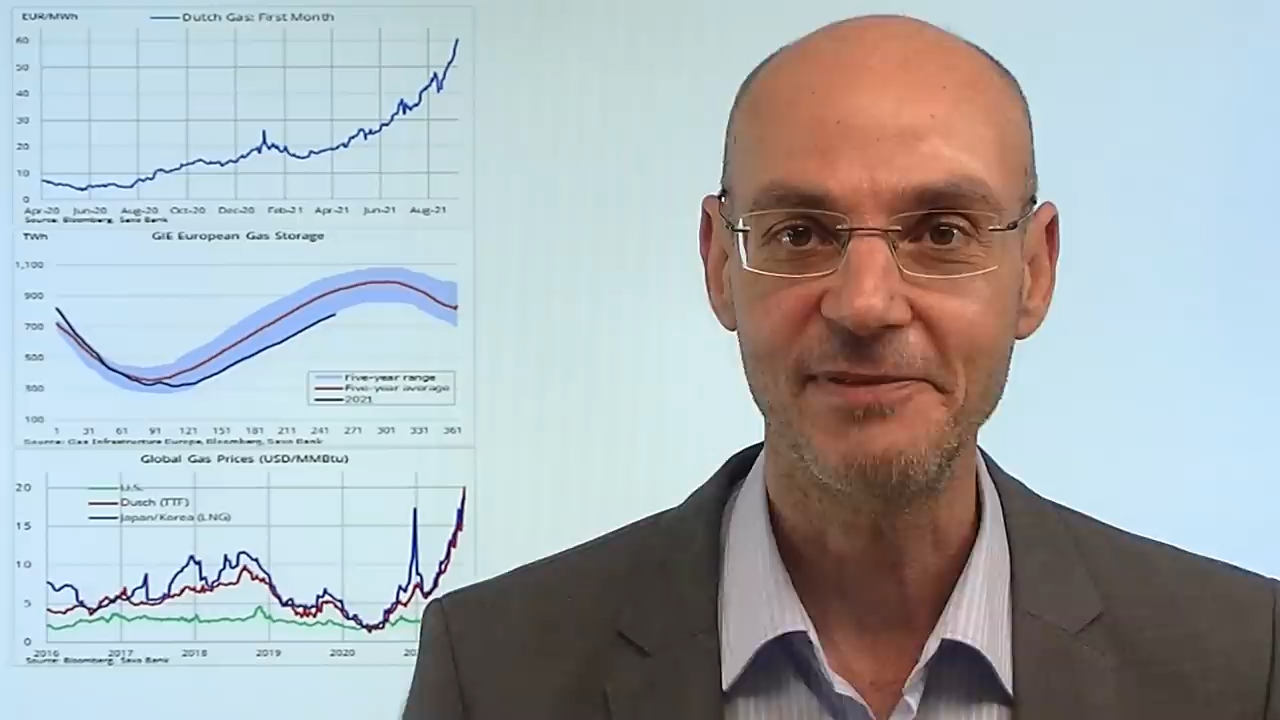 EUR/MWh Dutch Gas: First Month
60
50
40
30
20
10
0
Apr-20 Jun-20 Aug-20 Oct-20 Dec-20 Feb-21 Apr-21 Jun-21 Aug-21
Source: Bloomberg, Saxo Bank
TWh GIE European Gas Storage
1,100
900
700
500
300
100
Five-year range
Five-year average
2021
1 31 61 91 121 151 181 211 241 271 301 331 361
Source: Gas Infrastructure Europe, Bloomberg, Saxo Bank
Global Gas Prices (USD/MMBtu)
20
15
10
5
0
U.S.
Dutch (TTF)
Japan/Korea (LNG)
2016 2017 2018 2019 2020
Source: Bloomberg, Saxo Bank